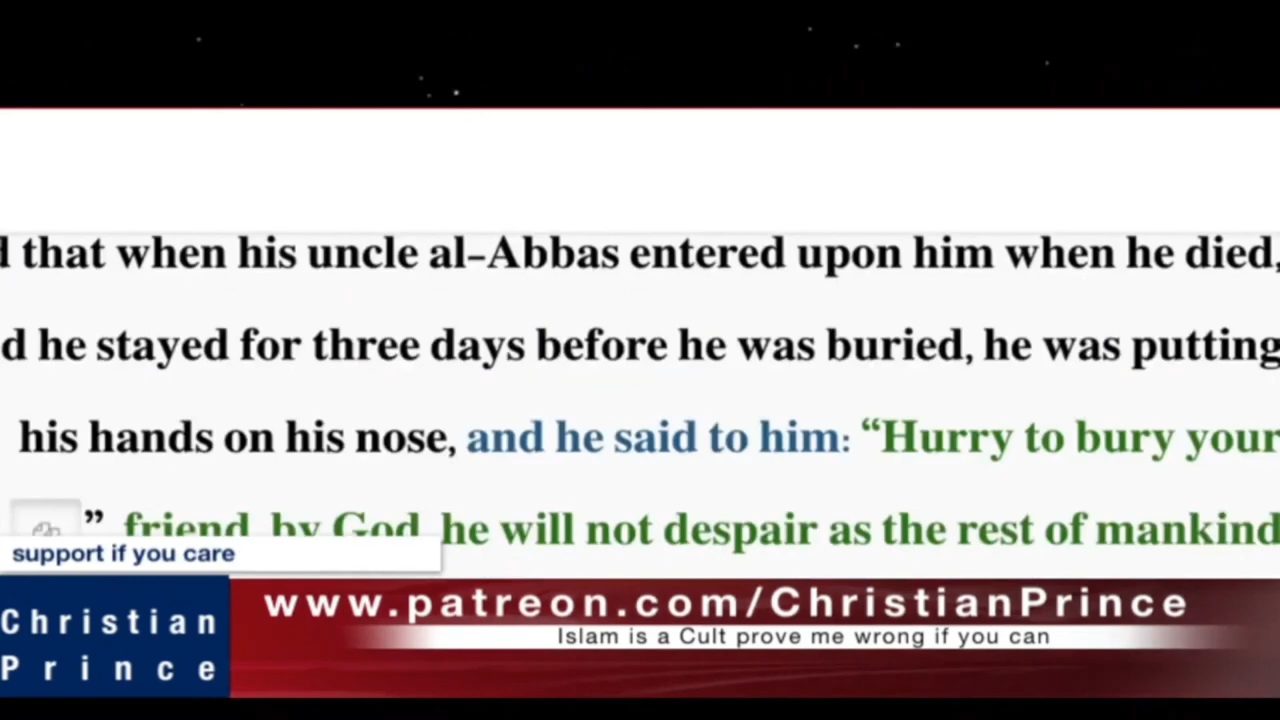 d that when his uncle al-Abbas entered upon him when he died,
d he stayed for three days before he was buried, he was putting
his hands on his nose, and he said to him: “Hurry to bury your
” friend, by God, he will not despair as the rest of mankind
support if you care
www.patreon.com/ChristianPrince
Islam is a Cult prove me wrong if you can
Christian
Prince